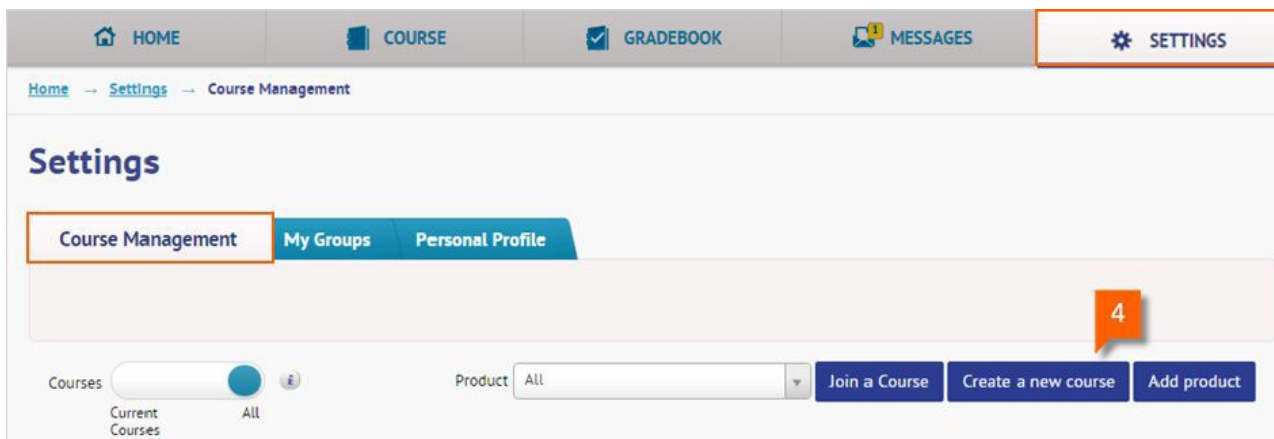 HOME COURSE GRADEBOOK 1 MESSAGES SETTINGS
Home → Settings → Course Management
Settings
Course Management My Groups Personal Profile
4
Courses i Product All Join a Course Create a new course Add product
Current All
Courses